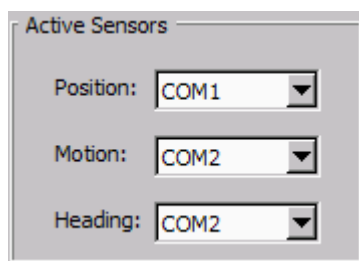 Active Sensors
Position: COM1
Motion: COM2
Heading: COM2